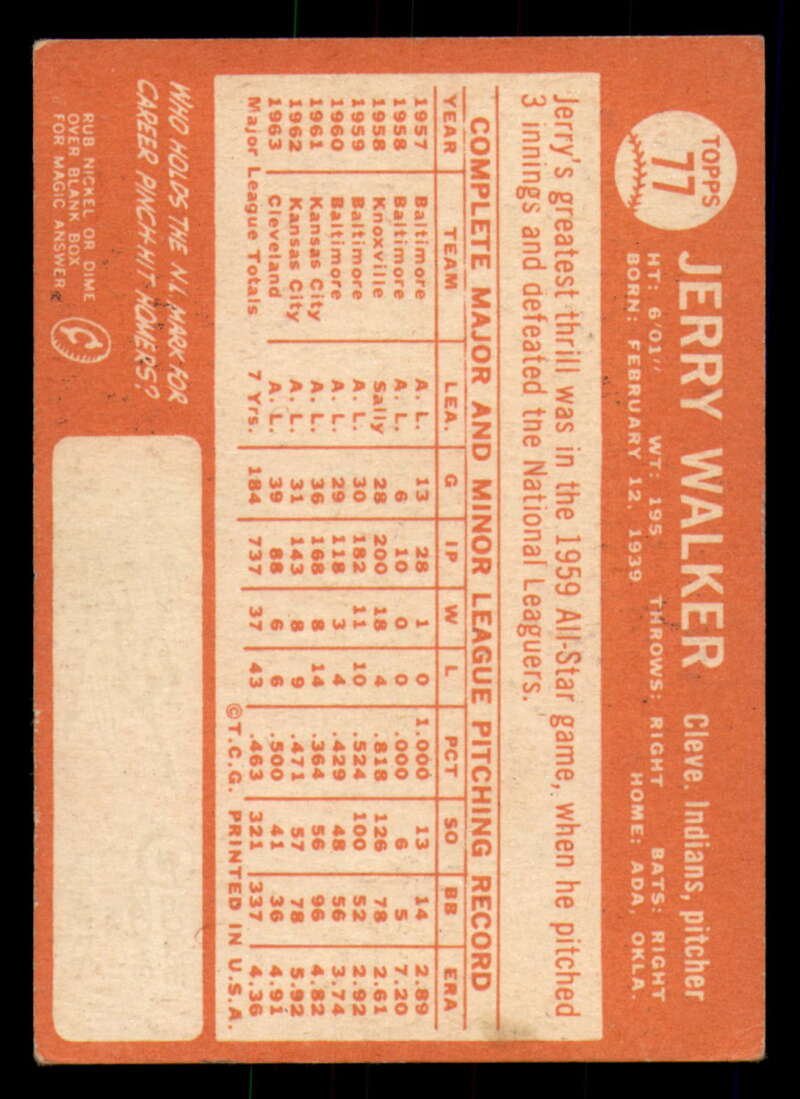 TOPPS
77
JERRY WALKER Cleve. Indians, pitcher
HT: 6'01" WT: 195 THROWS: RIGHT BATS: RIGHT
BORN: FEBRUARY 12, 1939 HOME: ADA, OKLA.
Jerry's greatest thrill was in the 1959 All-Star game, when he pitched
3 innings and defeated the National Leaguers.
COMPLETE MAJOR AND MINOR LEAGUE PITCHING RECORD
YEAR TEAM LEA. G IP W L PCT SO BB ERA
1957 Baltimore A. L. 13 28 1 0 1.000 13 14 2.89
1958 Baltimore A. L. 6 10 0 0 .000 6 5 7.20
1958 Knoxville Sally 28 200 18 4 .818 126 78 2.61
1959 Baltimore A. L. 30 182 11 10 .524 100 52 2.92
1960 Baltimore A. L. 29 118 3 4 .429 48 56 3.74
1961 Kansas City A. L. 36 168 8 14 .364 56 96 4.82
1962 Kansas City A. L. 31 143 8 9 .471 57 78 5.92
1963 Cleveland A. L. 39 88 6 6 .500 41 36 4.91
Major League Totals 7 Yrs. 184 737 37 43 .463 321 337 4.36
©T.C.G. PRINTED IN U.S.A.
WHO HOLDS THE N.L. MARK FOR
CAREER PINCH-HIT HOMERS?
RUB NICKEL OR DIME
OVER BLANK BOX
FOR MAGIC ANSWER